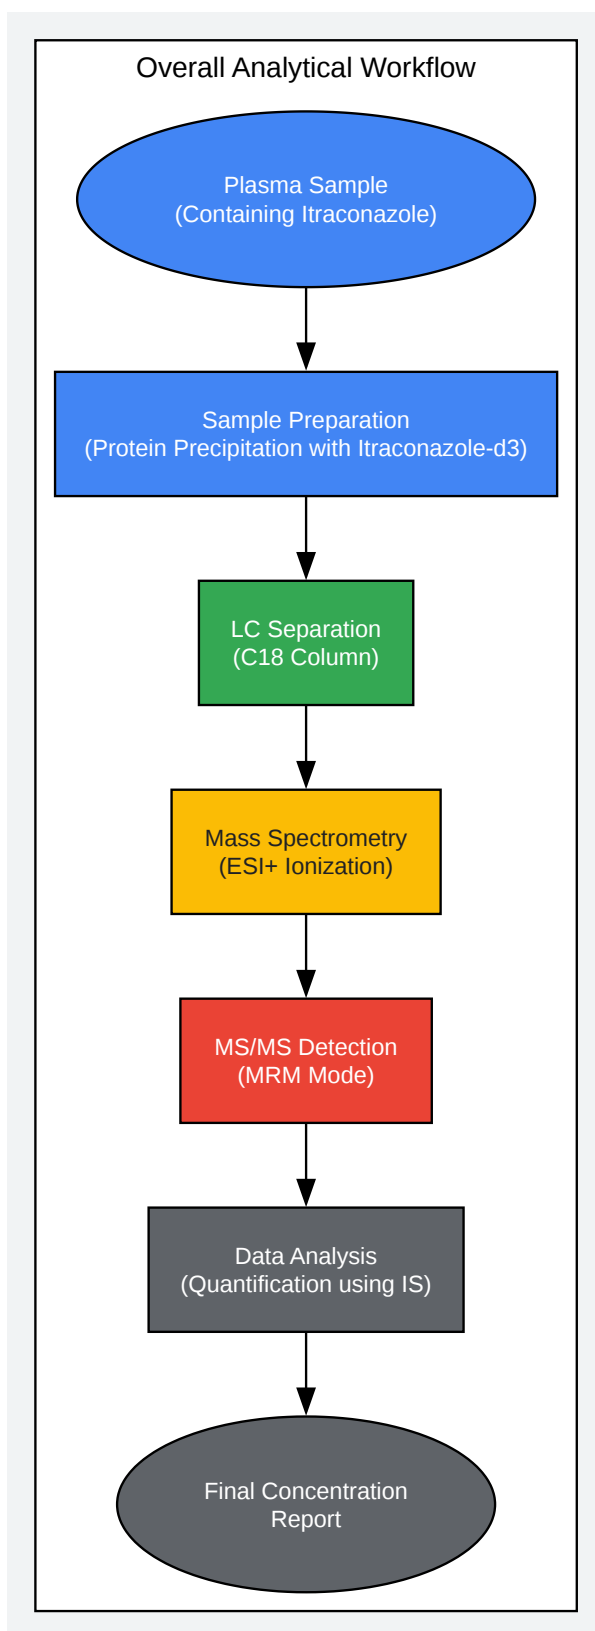 Overall Analytical Workflow
Plasma Sample
(Containing Itraconazole)
Sample Preparation
(Protein Precipitation with Itraconazole-d3)
LC Separation
(C18 Column)
Mass Spectrometry
(ESI+ Ionization)
MS/MS Detection
(MRM Mode)
Data Analysis
(Quantification using IS)
Final Concentration
Report